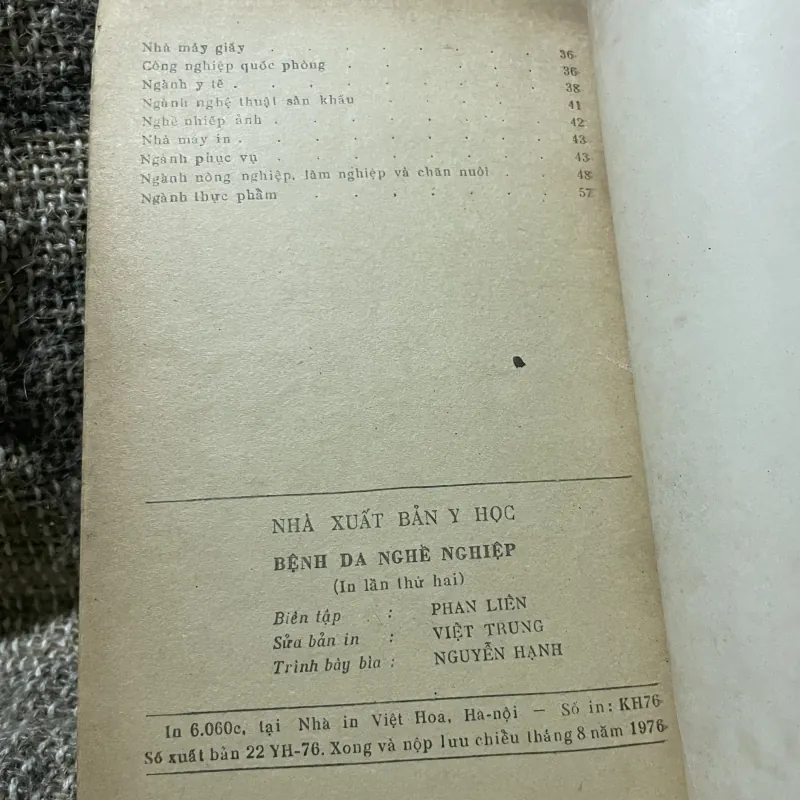 Nhà máy giấy . . . . . . . . 36
Công nghiệp quốc phòng . . . . . . 36
Ngành y tế . . . . . . . . 38
Ngành nghệ thuật sân khấu . . . . . 41
Nghề nhiếp ảnh . . . . . . . 42
Nhà máy in . . . . . . . . 43
Ngành phục vụ . . . . . . . 43
Ngành nông nghiệp, lâm nghiệp và chăn nuôi . . 48
Ngành thực phẩm . . . . . . 57
NHÀ XUẤT BẢN Y HỌC
BỆNH DA NGHỀ NGHIỆP
(In lần thứ hai)
Biên tập : PHAN LIÊN
Sửa bản in : VIỆT TRUNG
Trình bày bìa : NGUYỄN HẠNH
In 6.060c, tại Nhà in Việt Hoa, Hà-nội — Số in: KH76
Số xuất bản 22 YH-76. Xong và nộp lưu chiều tháng 8 năm 1976